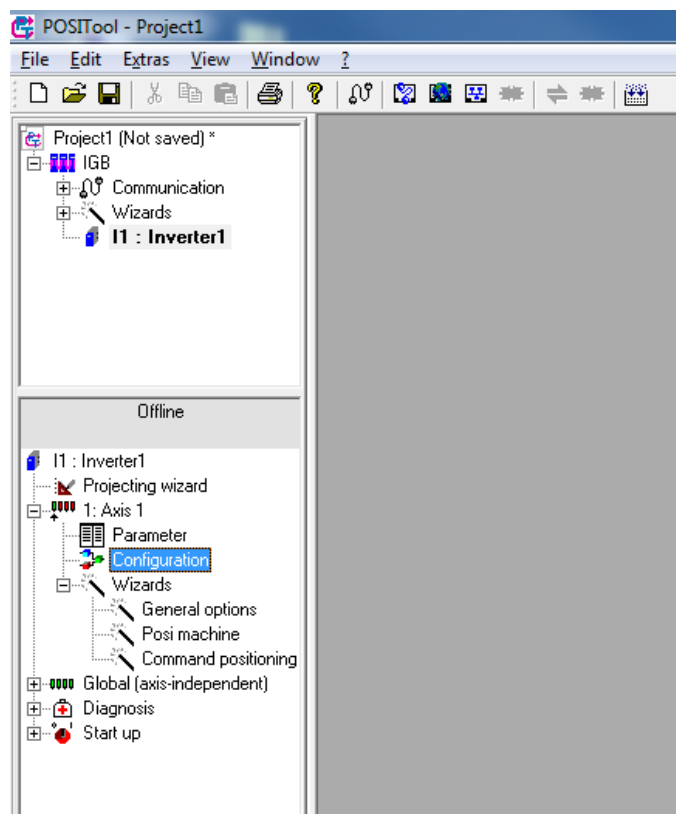 POSITool - Project1
File Edit Extras View Window ?
Project1 (Not saved) *
IGB
Communication
Wizards
I1 : Inverter1
Offline
I1 : Inverter1
Projecting wizard
1: Axis 1
Parameter
Configuration
Wizards
General options
Posi machine
Command positioning
Global (axis-independent)
Diagnosis
Start up